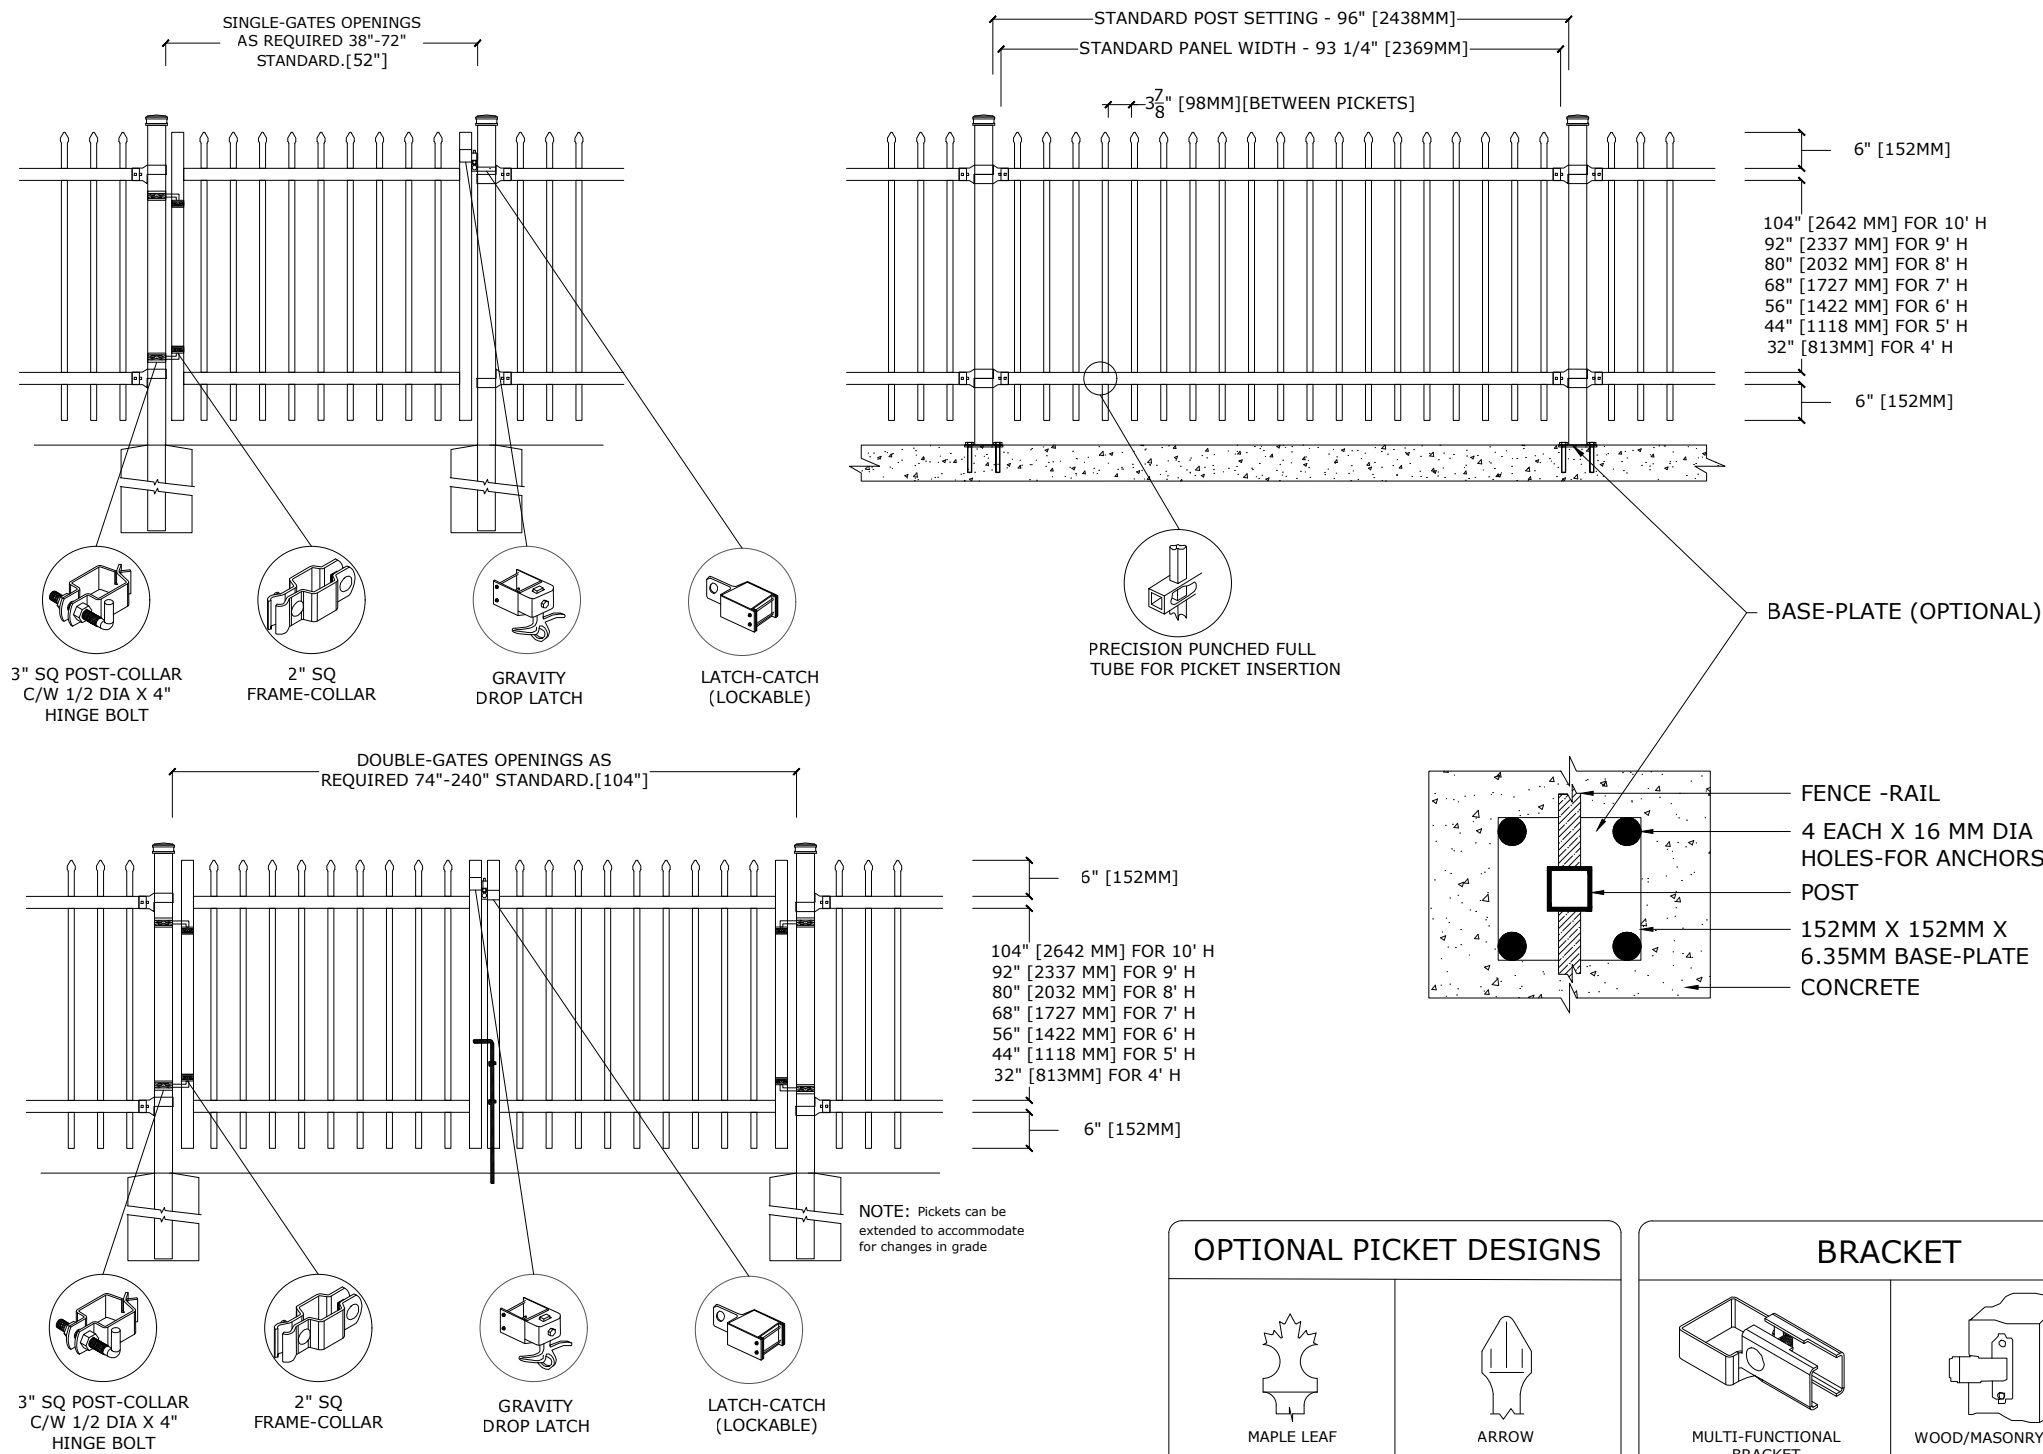 SINGLE-GATES OPENINGS
AS REQUIRED 38"-72"
STANDARD.[52"]
STANDARD POST SETTING - 96" [2438MM]
STANDARD PANEL WIDTH - 93 1/4" [2369MM]
3 7/8" [98MM][BETWEEN PICKETS]
6" [152MM]
104" [2642 MM] FOR 10' H
92" [2337 MM] FOR 9' H
80" [2032 MM] FOR 8' H
68" [1727 MM] FOR 7' H
56" [1422 MM] FOR 6' H
44" [1118 MM] FOR 5' H
32" [813MM] FOR 4' H
6" [152MM]
3" SQ POST-COLLAR
C/W 1/2 DIA X 4"
HINGE BOLT
2" SQ
FRAME-COLLAR
GRAVITY
DROP LATCH
LATCH-CATCH
(LOCKABLE)
PRECISION PUNCHED FULL
TUBE FOR PICKET INSERTION
BASE-PLATE (OPTIONAL)
FENCE -RAIL
4 EACH X 16 MM DIA
HOLES-FOR ANCHORS
POST
152MM X 152MM X
6.35MM BASE-PLATE
CONCRETE
DOUBLE-GATES OPENINGS AS
REQUIRED 74"-240" STANDARD.[104"]
6" [152MM]
104" [2642 MM] FOR 10' H
92" [2337 MM] FOR 9' H
80" [2032 MM] FOR 8' H
68" [1727 MM] FOR 7' H
56" [1422 MM] FOR 6' H
44" [1118 MM] FOR 5' H
32" [813MM] FOR 4' H
6" [152MM]
NOTE: Pickets can be
extended to accommodate
for changes in grade
3" SQ POST-COLLAR
C/W 1/2 DIA X 4"
HINGE BOLT
2" SQ
FRAME-COLLAR
GRAVITY
DROP LATCH
LATCH-CATCH
(LOCKABLE)
OPTIONAL PICKET DESIGNS
MAPLE LEAF
ARROW
BRACKET
MULTI-FUNCTIONAL
BRACKET
WOOD/MASONRY